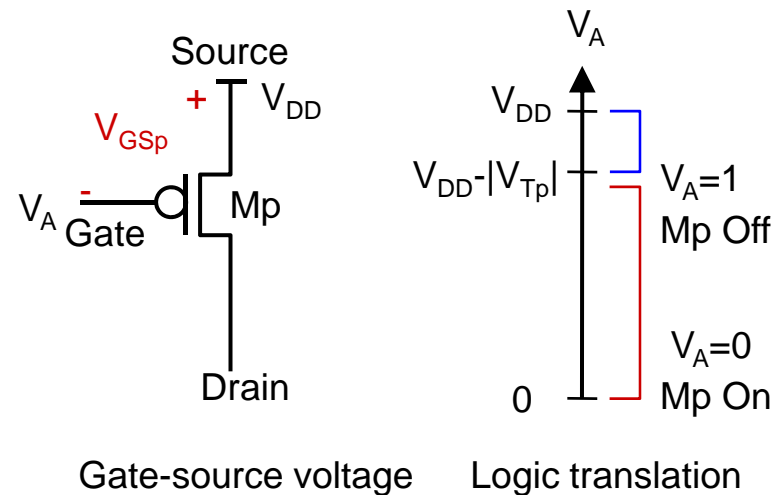 Source
+
V_DD
V_GSp
-
V_A
Gate
Mp
Drain
Gate-source voltage
V_A
V_DD
V_DD-|V_Tp|
V_A=1
Mp Off
V_A=0
0
Mp On
Logic translation